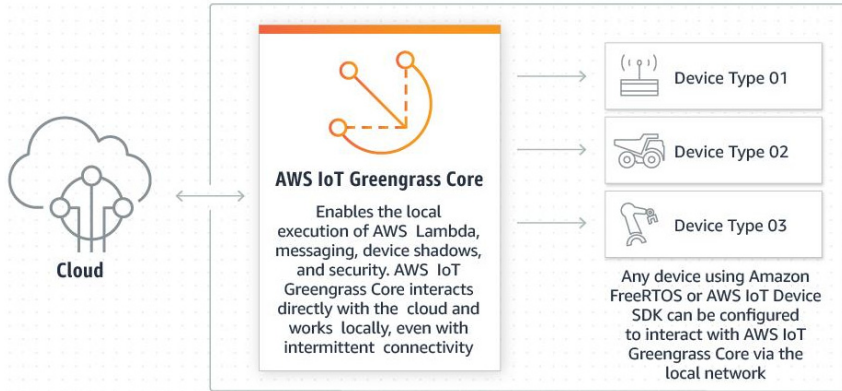 Cloud
AWS IoT Greengrass Core
Enables the local
execution of AWS Lambda,
messaging, device shadows,
and security. AWS IoT
Greengrass Core interacts
directly with the cloud and
works locally, even with
intermittent connectivity
Device Type 01
Device Type 02
Device Type 03
Any device using Amazon
FreeRTOS or AWS IoT Device
SDK can be configured
to interact with AWS IoT
Greengrass Core via the
local network